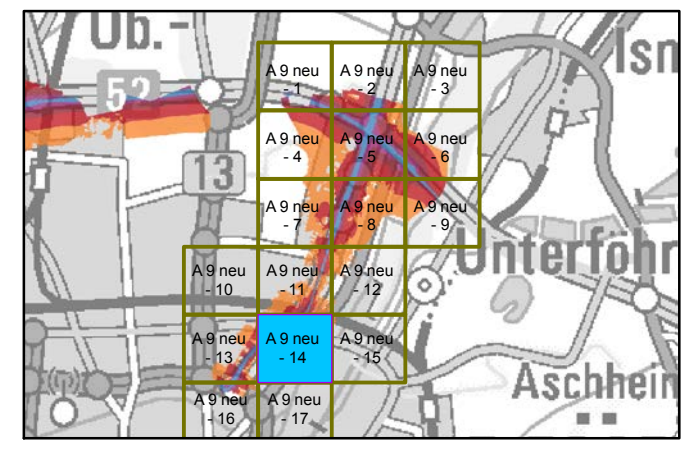 Ob.-
Isn
52
A 9 neu
- 1
A 9 neu
- 2
A 9 neu
- 3
A 9 neu
- 4
A 9 neu
- 5
A 9 neu
- 6
13
A 9 neu
- 7
A 9 neu
- 8
A 9 neu
- 9
Unterföhr
A 9 neu
- 10
A 9 neu
- 11
A 9 neu
- 12
A 9 neu
- 13
A 9 neu
- 14
A 9 neu
- 15
Aschhein
A 9 neu
- 16
A 9 neu
- 17